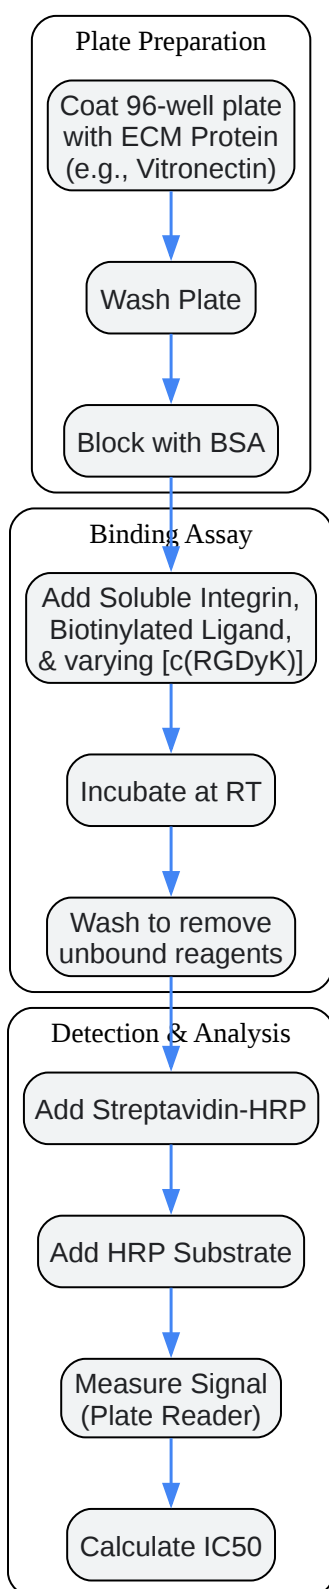 Plate Preparation
Coat 96-well plate
with ECM Protein
(e.g., Vitronectin)
Wash Plate
Block with BSA
Binding Assay
Add Soluble Integrin,
Biotinylated Ligand,
& varying [c(RGDyK)]
Incubate at RT
Wash to remove
unbound reagents
Detection & Analysis
Add Streptavidin-HRP
Add HRP Substrate
Measure Signal
(Plate Reader)
Calculate IC50